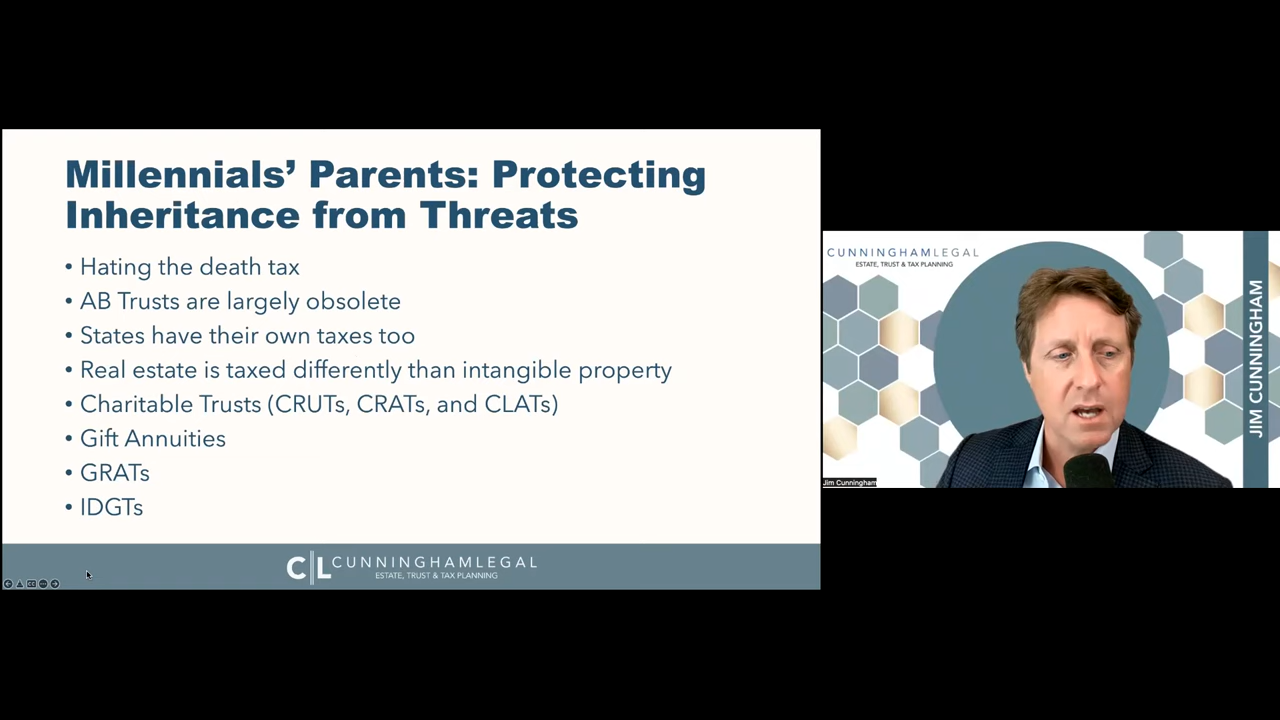 Millennials’ Parents: Protecting
Inheritance from Threats
• Hating the death tax
• AB Trusts are largely obsolete
• States have their own taxes too
• Real estate is taxed differently than intangible property
• Charitable Trusts (CRUTs, CRATs, and CLATs)
• Gift Annuities
• GRATs
• IDGTs
CL CUNNINGHAMLEGAL
ESTATE, TRUST & TAX PLANNING
CUNNINGHAMLEGAL
ESTATE, TRUST & TAX PLANNING
JIM CUNNINGHAM
Jim Cunningham